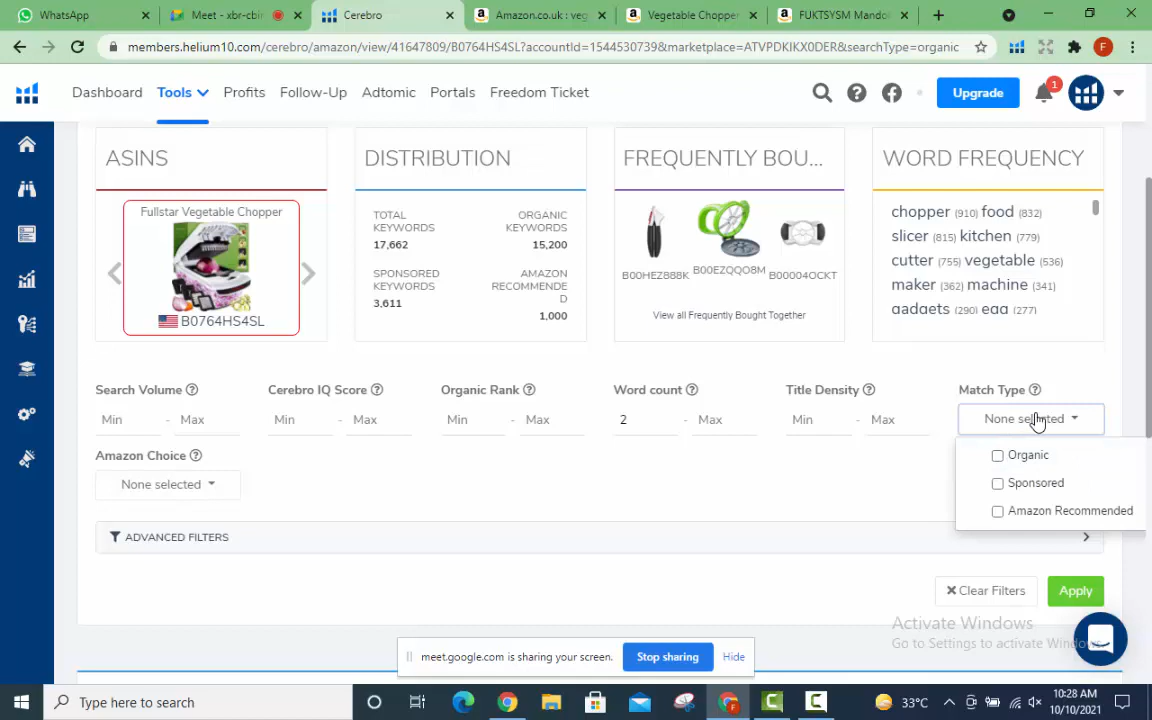 WhatsApp
Meet - xbr-cbir
Cerebro
Amazon.co.uk : veg
Vegetable Chopper
FUKTSYSM Mandol
members.helium10.com/cerebro/amazon/view/41647809/B0764HS4SL?accountId=1544530739&marketplace=ATVPDKIKX0DER&searchType=organic
F
Dashboard
Tools
Profits
Follow-Up
Adtomic
Portals
Freedom Ticket
Upgrade
1
ASINS
Fullstar Vegetable Chopper
B0764HS4SL
DISTRIBUTION
TOTAL KEYWORDS
17,662
ORGANIC KEYWORDS
15,200
SPONSORED KEYWORDS
3,611
AMAZON RECOMMENDED
1,000
FREQUENTLY BOU...
B00HEZ888K
B00EZQQO8M
B00004OCKT
View all Frequently Bought Together
WORD FREQUENCY
chopper (910) food (832)
slicer (815) kitchen (779)
cutter (755) vegetable (536)
maker (362) machine (341)
gadgets (290) egg (277)
Search Volume
Min - Max
Cerebro IQ Score
Min - Max
Organic Rank
Min - Max
Word count
2 - Max
Title Density
Min - Max
Match Type
None selected
Organic
Sponsored
Amazon Recommended
Amazon Choice
None selected
ADVANCED FILTERS
Clear Filters
Apply
Activate Windows
Go to Settings to activate Windows.
meet.google.com is sharing your screen.
Stop sharing
Hide
Type here to search
F
33°C
10:28 AM
10/10/2021